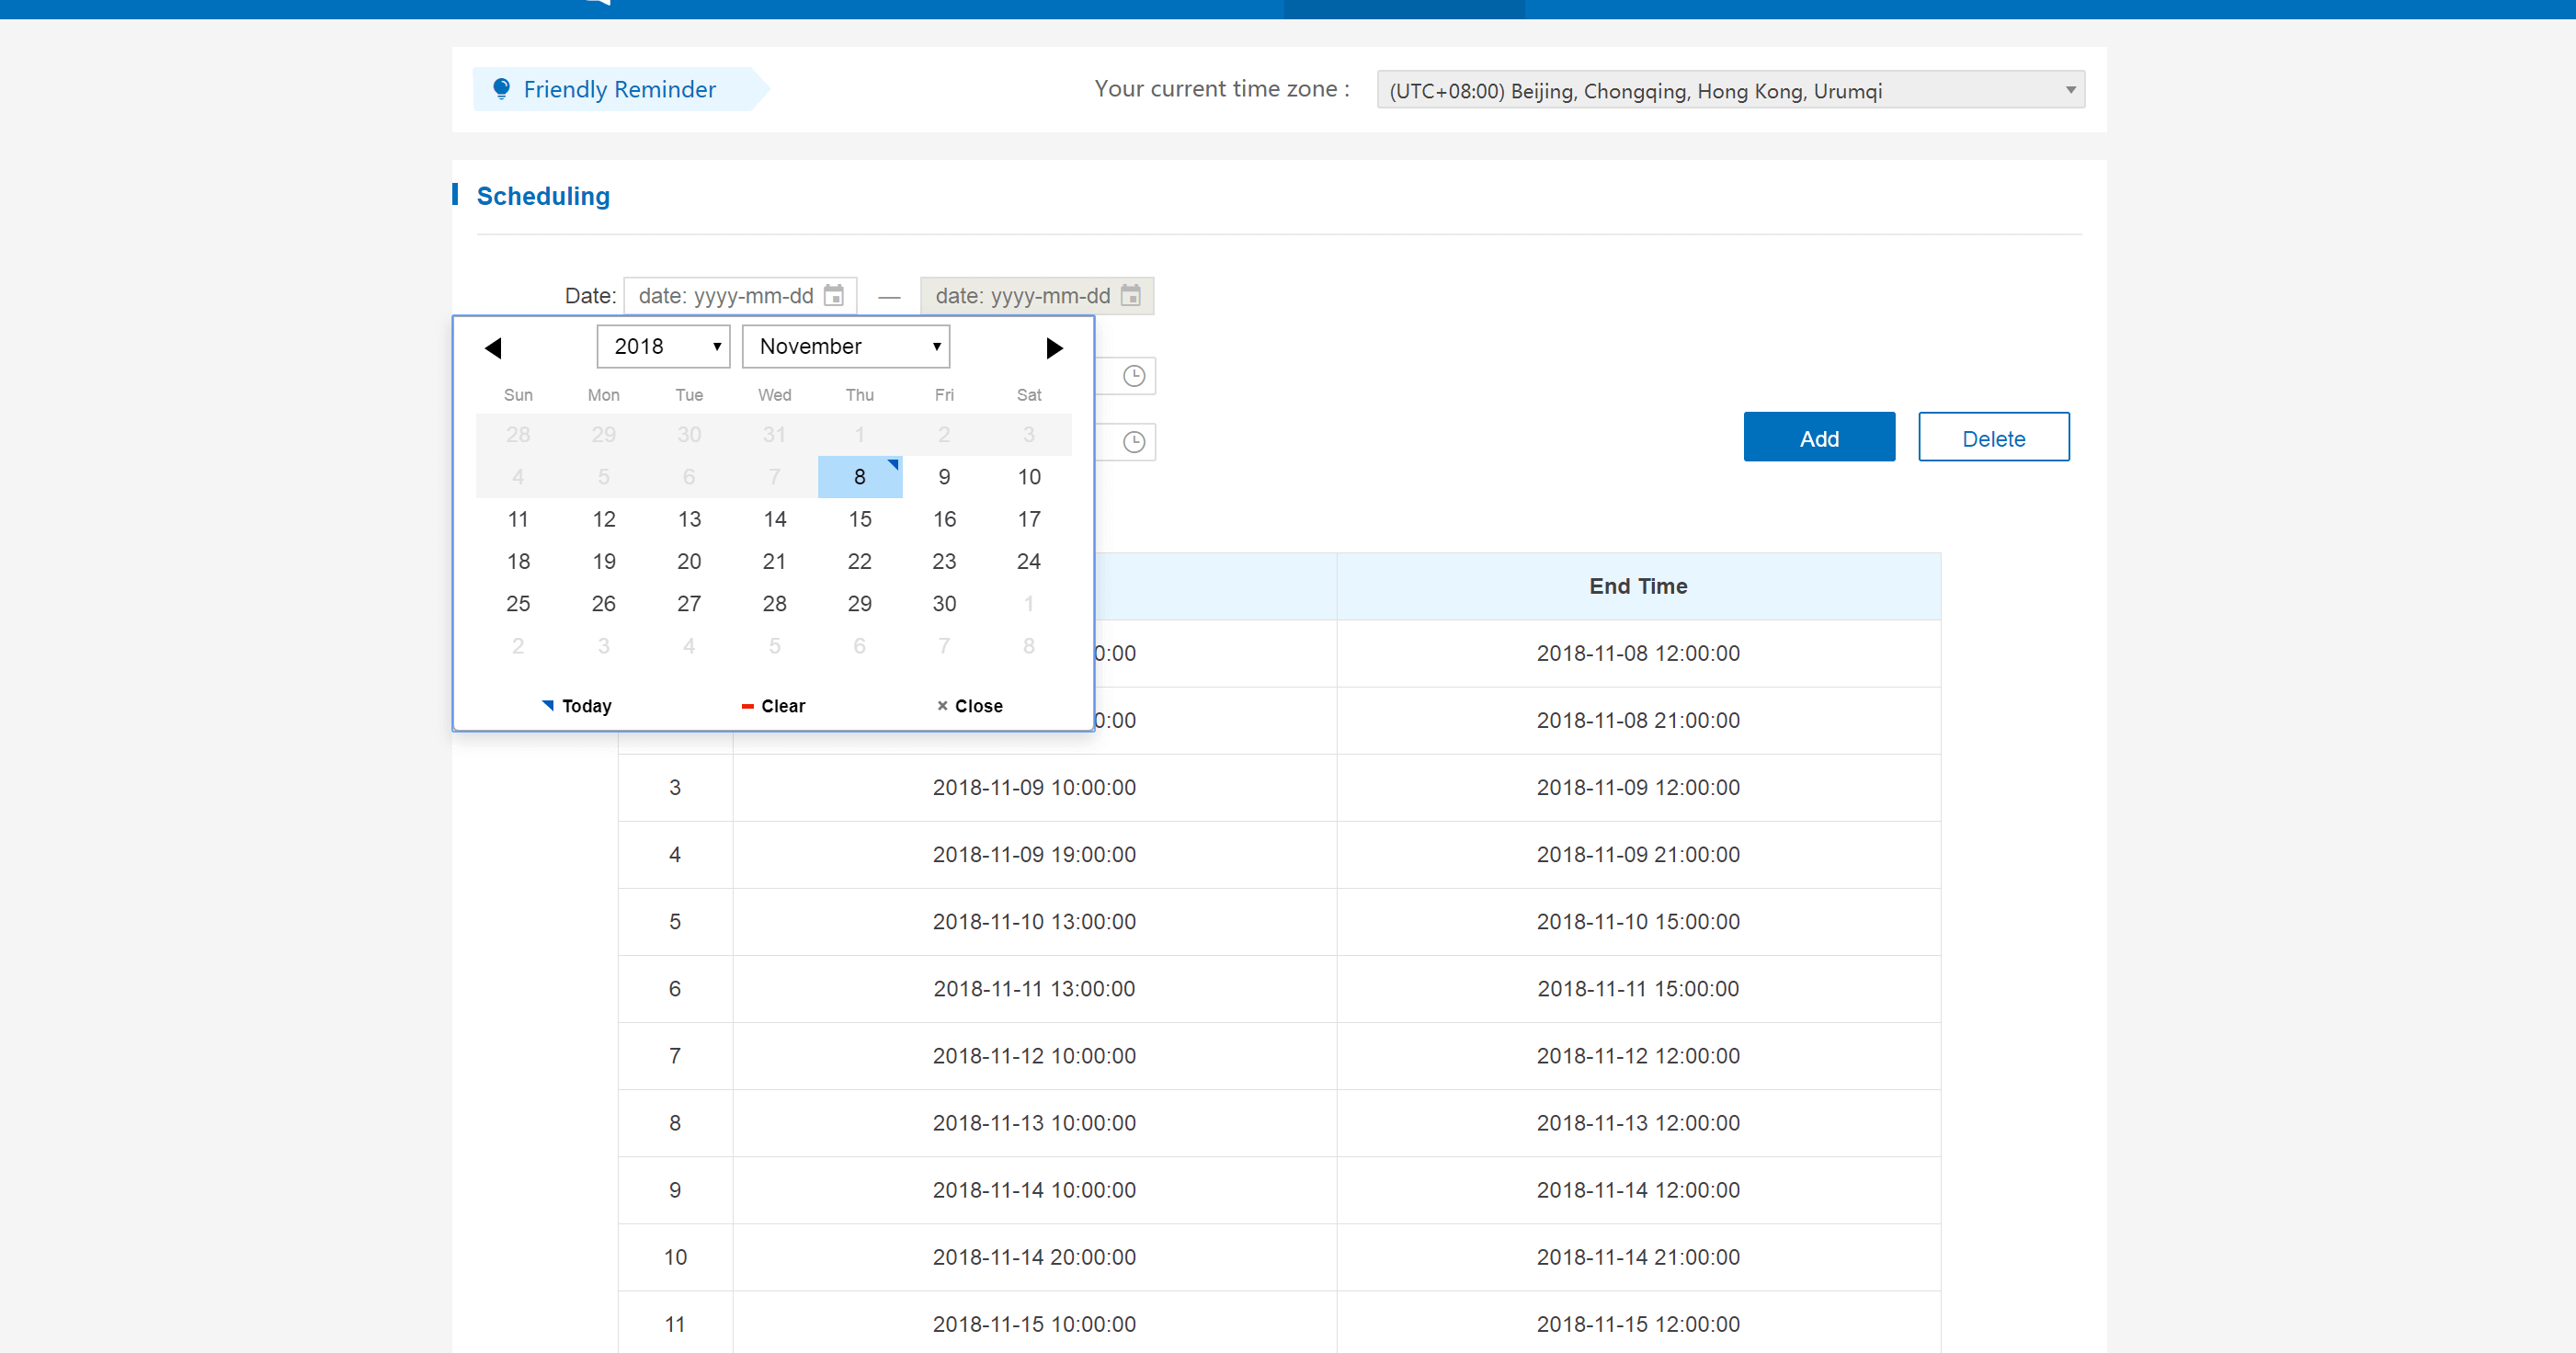 Friendly Reminder
Your current time zone : (UTC+08:00) Beijing, Chongqing, Hong Kong, Urumqi
Scheduling
Date: date: yyyy-mm-dd — date: yyyy-mm-dd
2018 November
Sun Mon Tue Wed Thu Fri Sat
28 29 30 31 1 2 3
4 5 6 7 8 9 10
11 12 13 14 15 16 17
18 19 20 21 22 23 24
25 26 27 28 29 30 1
2 3 4 5 6 7 8
Today Clear Close
Add Delete
End Time
0:00 2018-11-08 12:00:00
0:00 2018-11-08 21:00:00
3 2018-11-09 10:00:00 2018-11-09 12:00:00
4 2018-11-09 19:00:00 2018-11-09 21:00:00
5 2018-11-10 13:00:00 2018-11-10 15:00:00
6 2018-11-11 13:00:00 2018-11-11 15:00:00
7 2018-11-12 10:00:00 2018-11-12 12:00:00
8 2018-11-13 10:00:00 2018-11-13 12:00:00
9 2018-11-14 10:00:00 2018-11-14 12:00:00
10 2018-11-14 20:00:00 2018-11-14 21:00:00
11 2018-11-15 10:00:00 2018-11-15 12:00:00